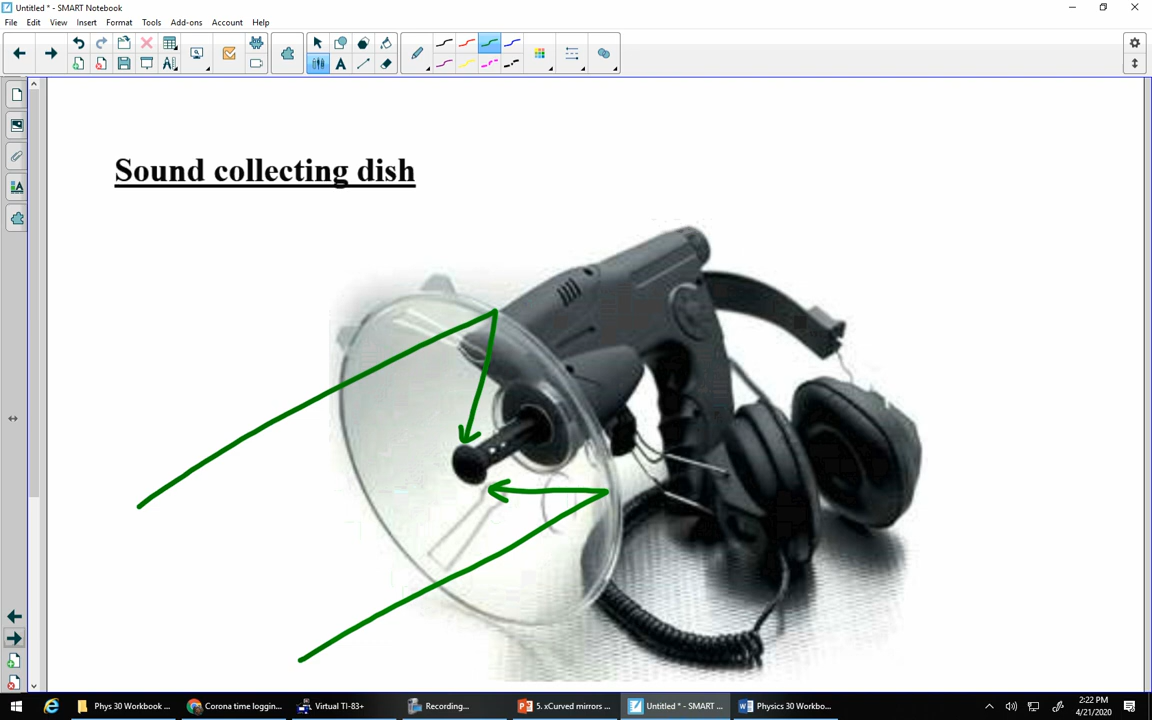 Untitled * - SMART Notebook
File Edit View Insert Format Tools Add-ons Account Help
Sound collecting dish
Phys 30 Workbook ...
Corona time loggin...
Virtual TI-83+
Recording...
5. xCurved mirrors ...
Untitled * - SMART ...
Physics 30 Workbo...
2:22 PM
4/21/2020